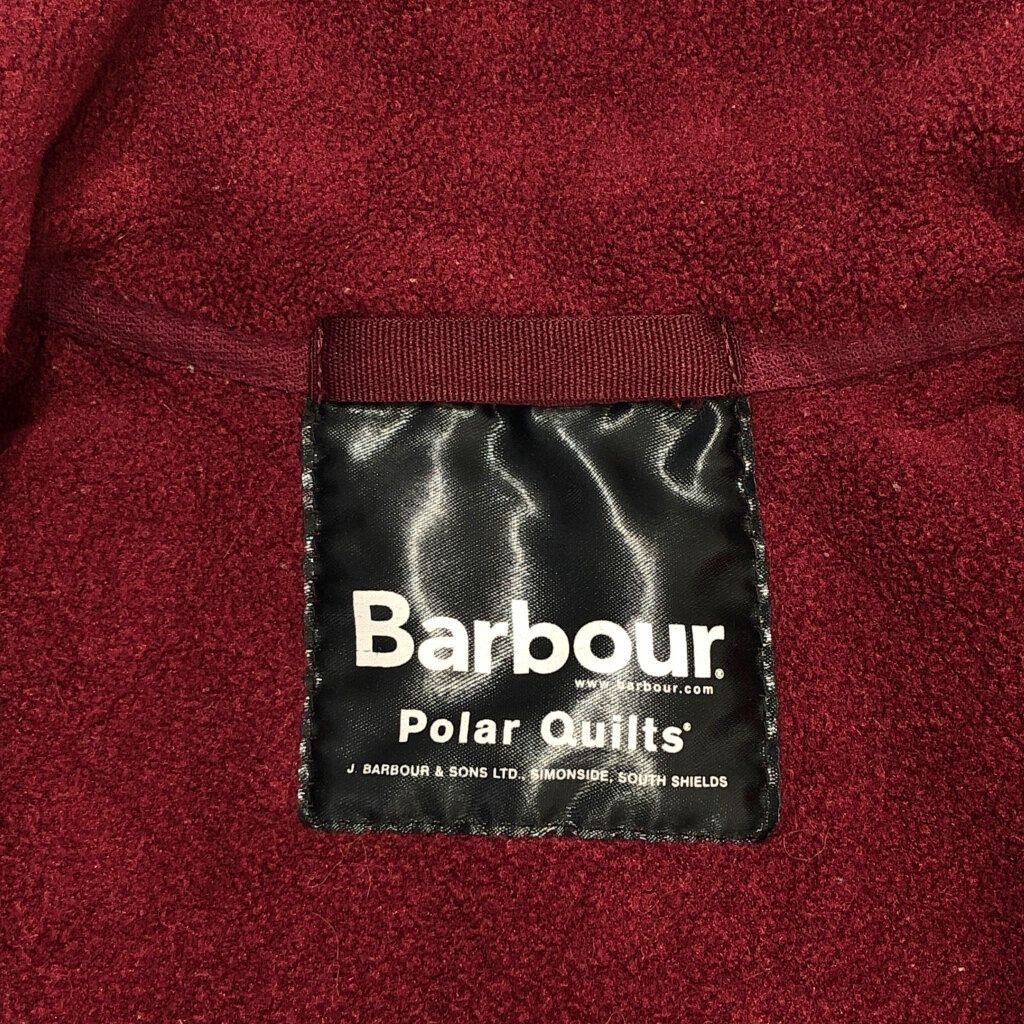 Barbour®
www.barbour.com
Polar Quilts®
J. BARBOUR & SONS LTD., SIMONSIDE, SOUTH SHIELDS